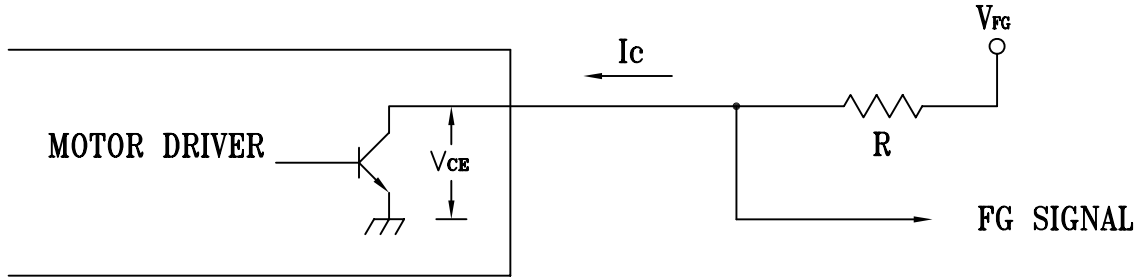 VFG
Ic
MOTOR DRIVER
VCE
R
FG SIGNAL